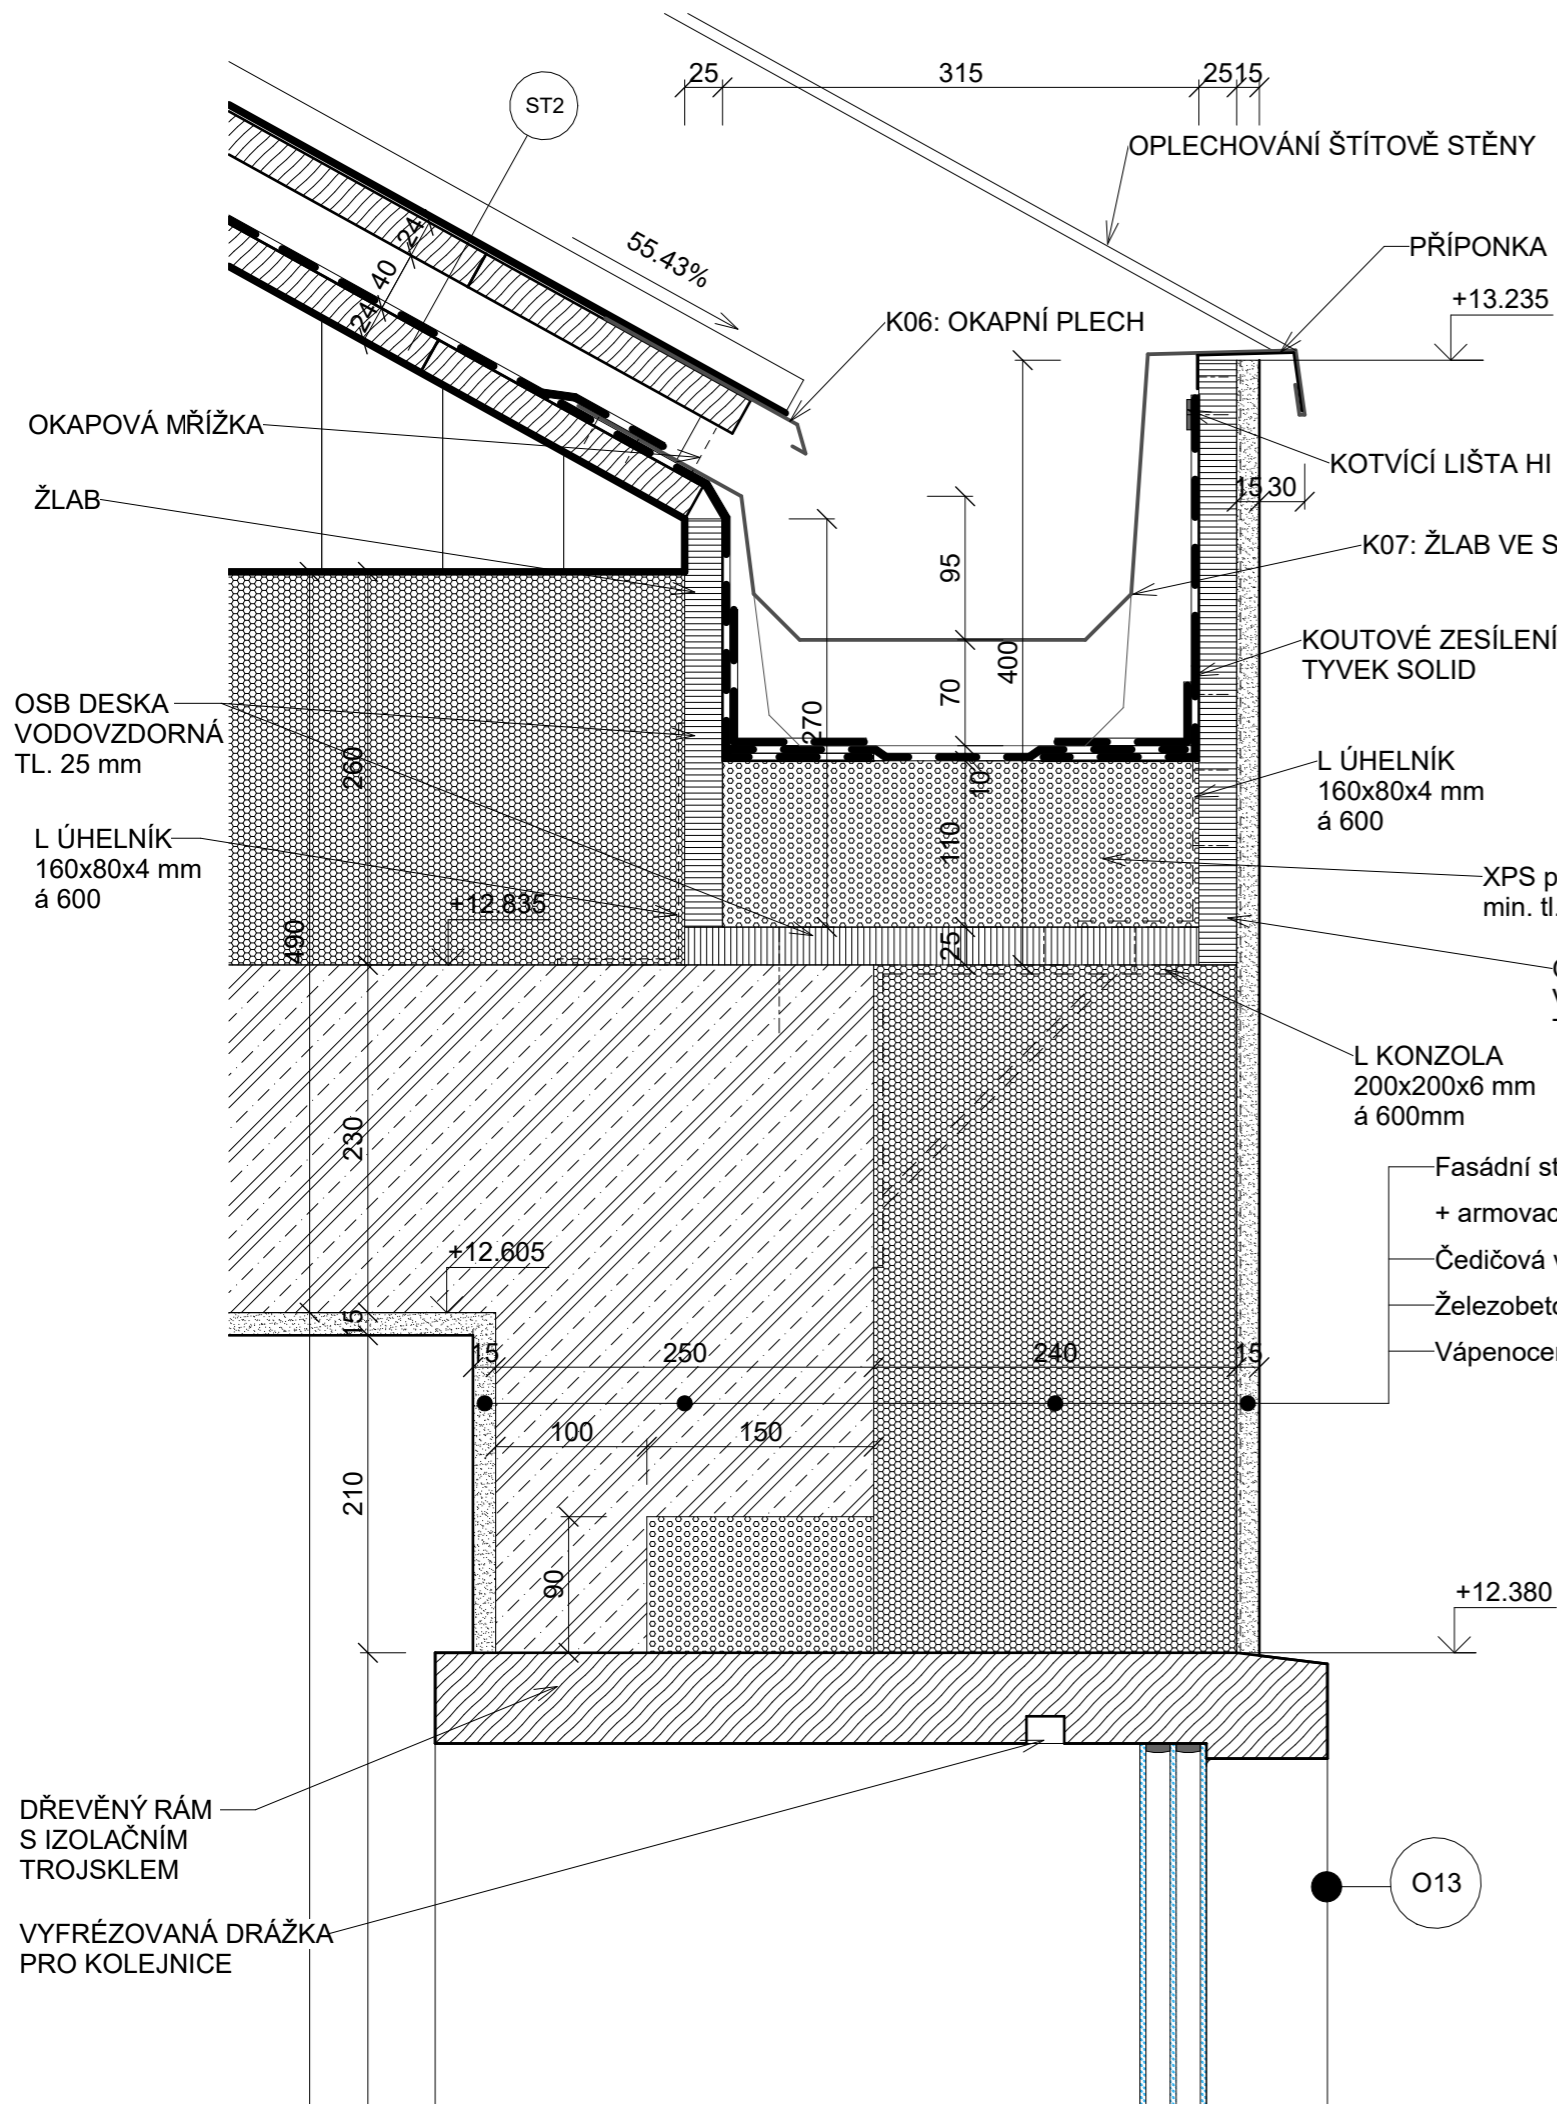 25
315
25
15
ST2
OPLECHOVÁNÍ ŠTÍTOVĚ STĚNY
PŘÍPONKA
+13.235
55.43%
24
40
24
K06: OKAPNÍ PLECH
OKAPOVÁ MŘÍŽKA
KOTVÍCÍ LIŠTA HI
15
30
ŽLAB
K07: ŽLAB VE S
95
400
70
270
KOUTOVÉ ZESÍLENÍ
TYVEK SOLID
OSB DESKA
VODOVZDORNÁ
TL. 25 mm
260
10
110
L ÚHELNÍK
160x80x4 mm
á 600
L ÚHELNÍK
160x80x4 mm
á 600
XPS p
min. tl.
+12.835
490
25
L KONZOLA
200x200x6 mm
á 600mm
230
Fasádní st
+ armovac
Čedičová v
Železobeto
Vápenocer
+12.605
15
15
250
240
15
100
150
210
90
+12.380
DŘEVĚNÝ RÁM
S IZOLAČNÍM
TROJSKLEM
O13
VYFRÉZOVANÁ DRÁŽKA
PRO KOLEJNICE